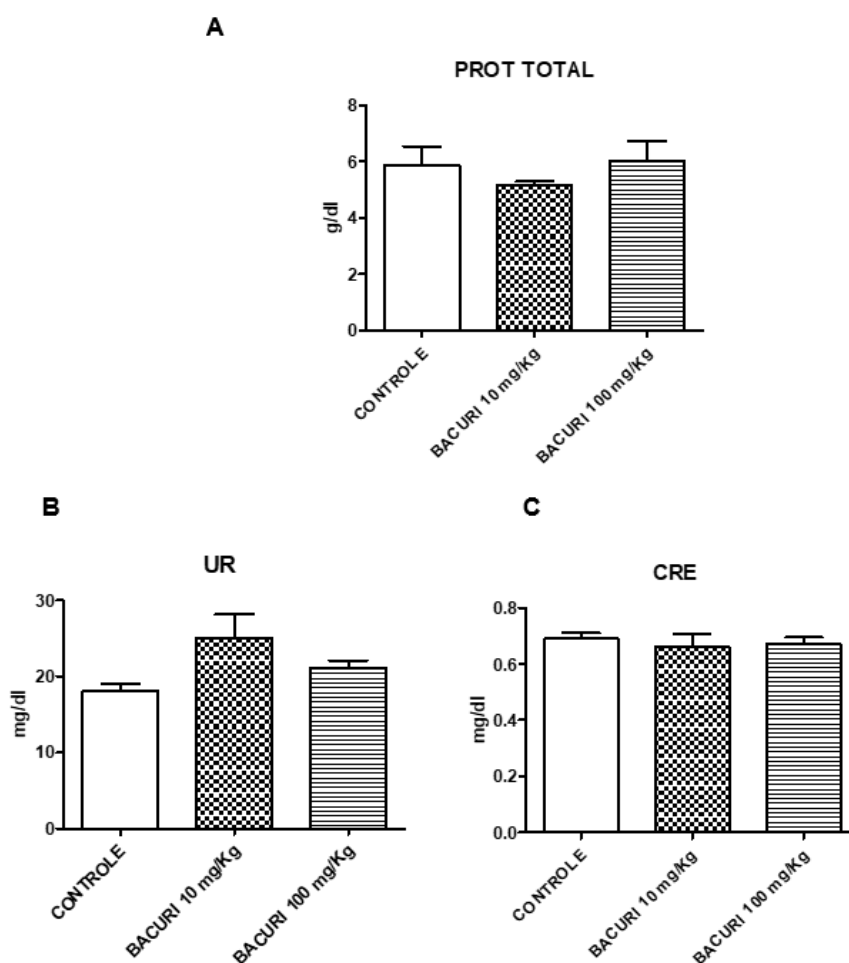 A
PROT TOTAL
8
6
4
2
0
g/dl
CONTROLE
BACURI 10 mg/Kg
BACURI 100 mg/Kg
B
UR
30
20
10
0
mg/dl
CONTROLE
BACURI 10 mg/Kg
BACURI 100 mg/Kg
C
CRE
0.8
0.6
0.4
0.2
0.0
mg/dl
CONTROLE
BACURI 10 mg/Kg
BACURI 100 mg/Kg